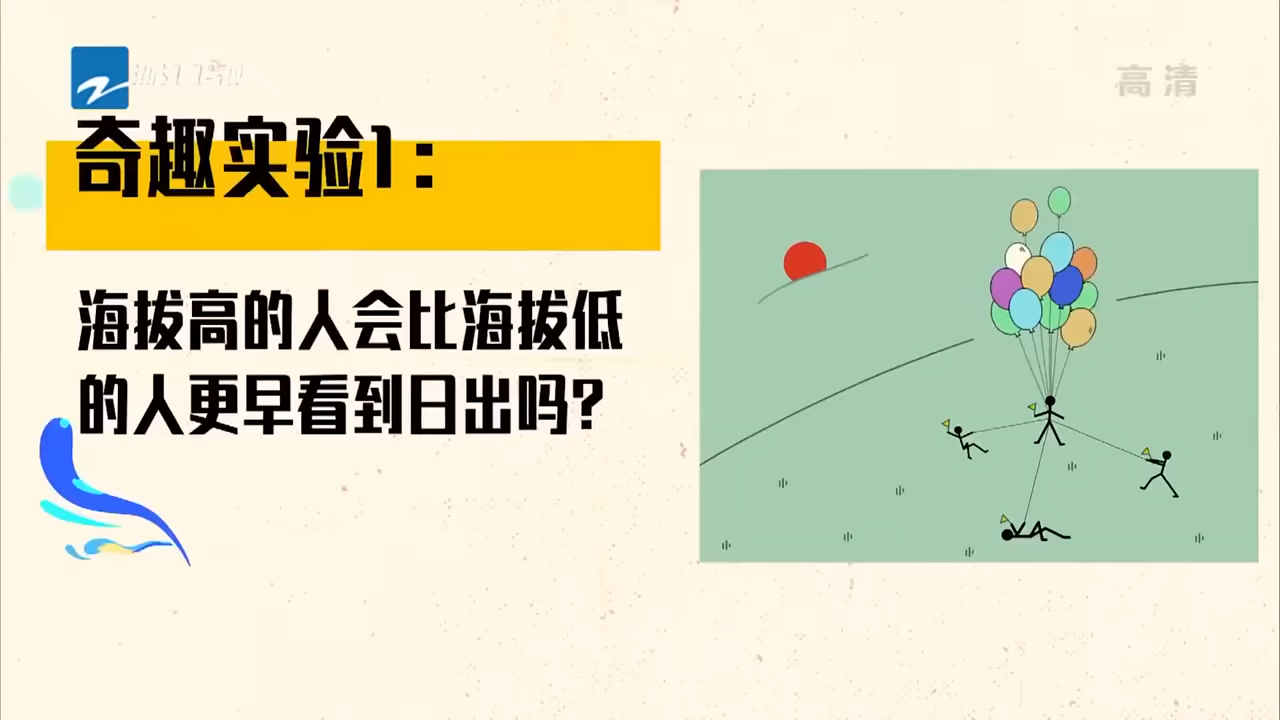 高清
奇趣实验1：
海拔高的人会比海拔低
的人更早看到日出吗？